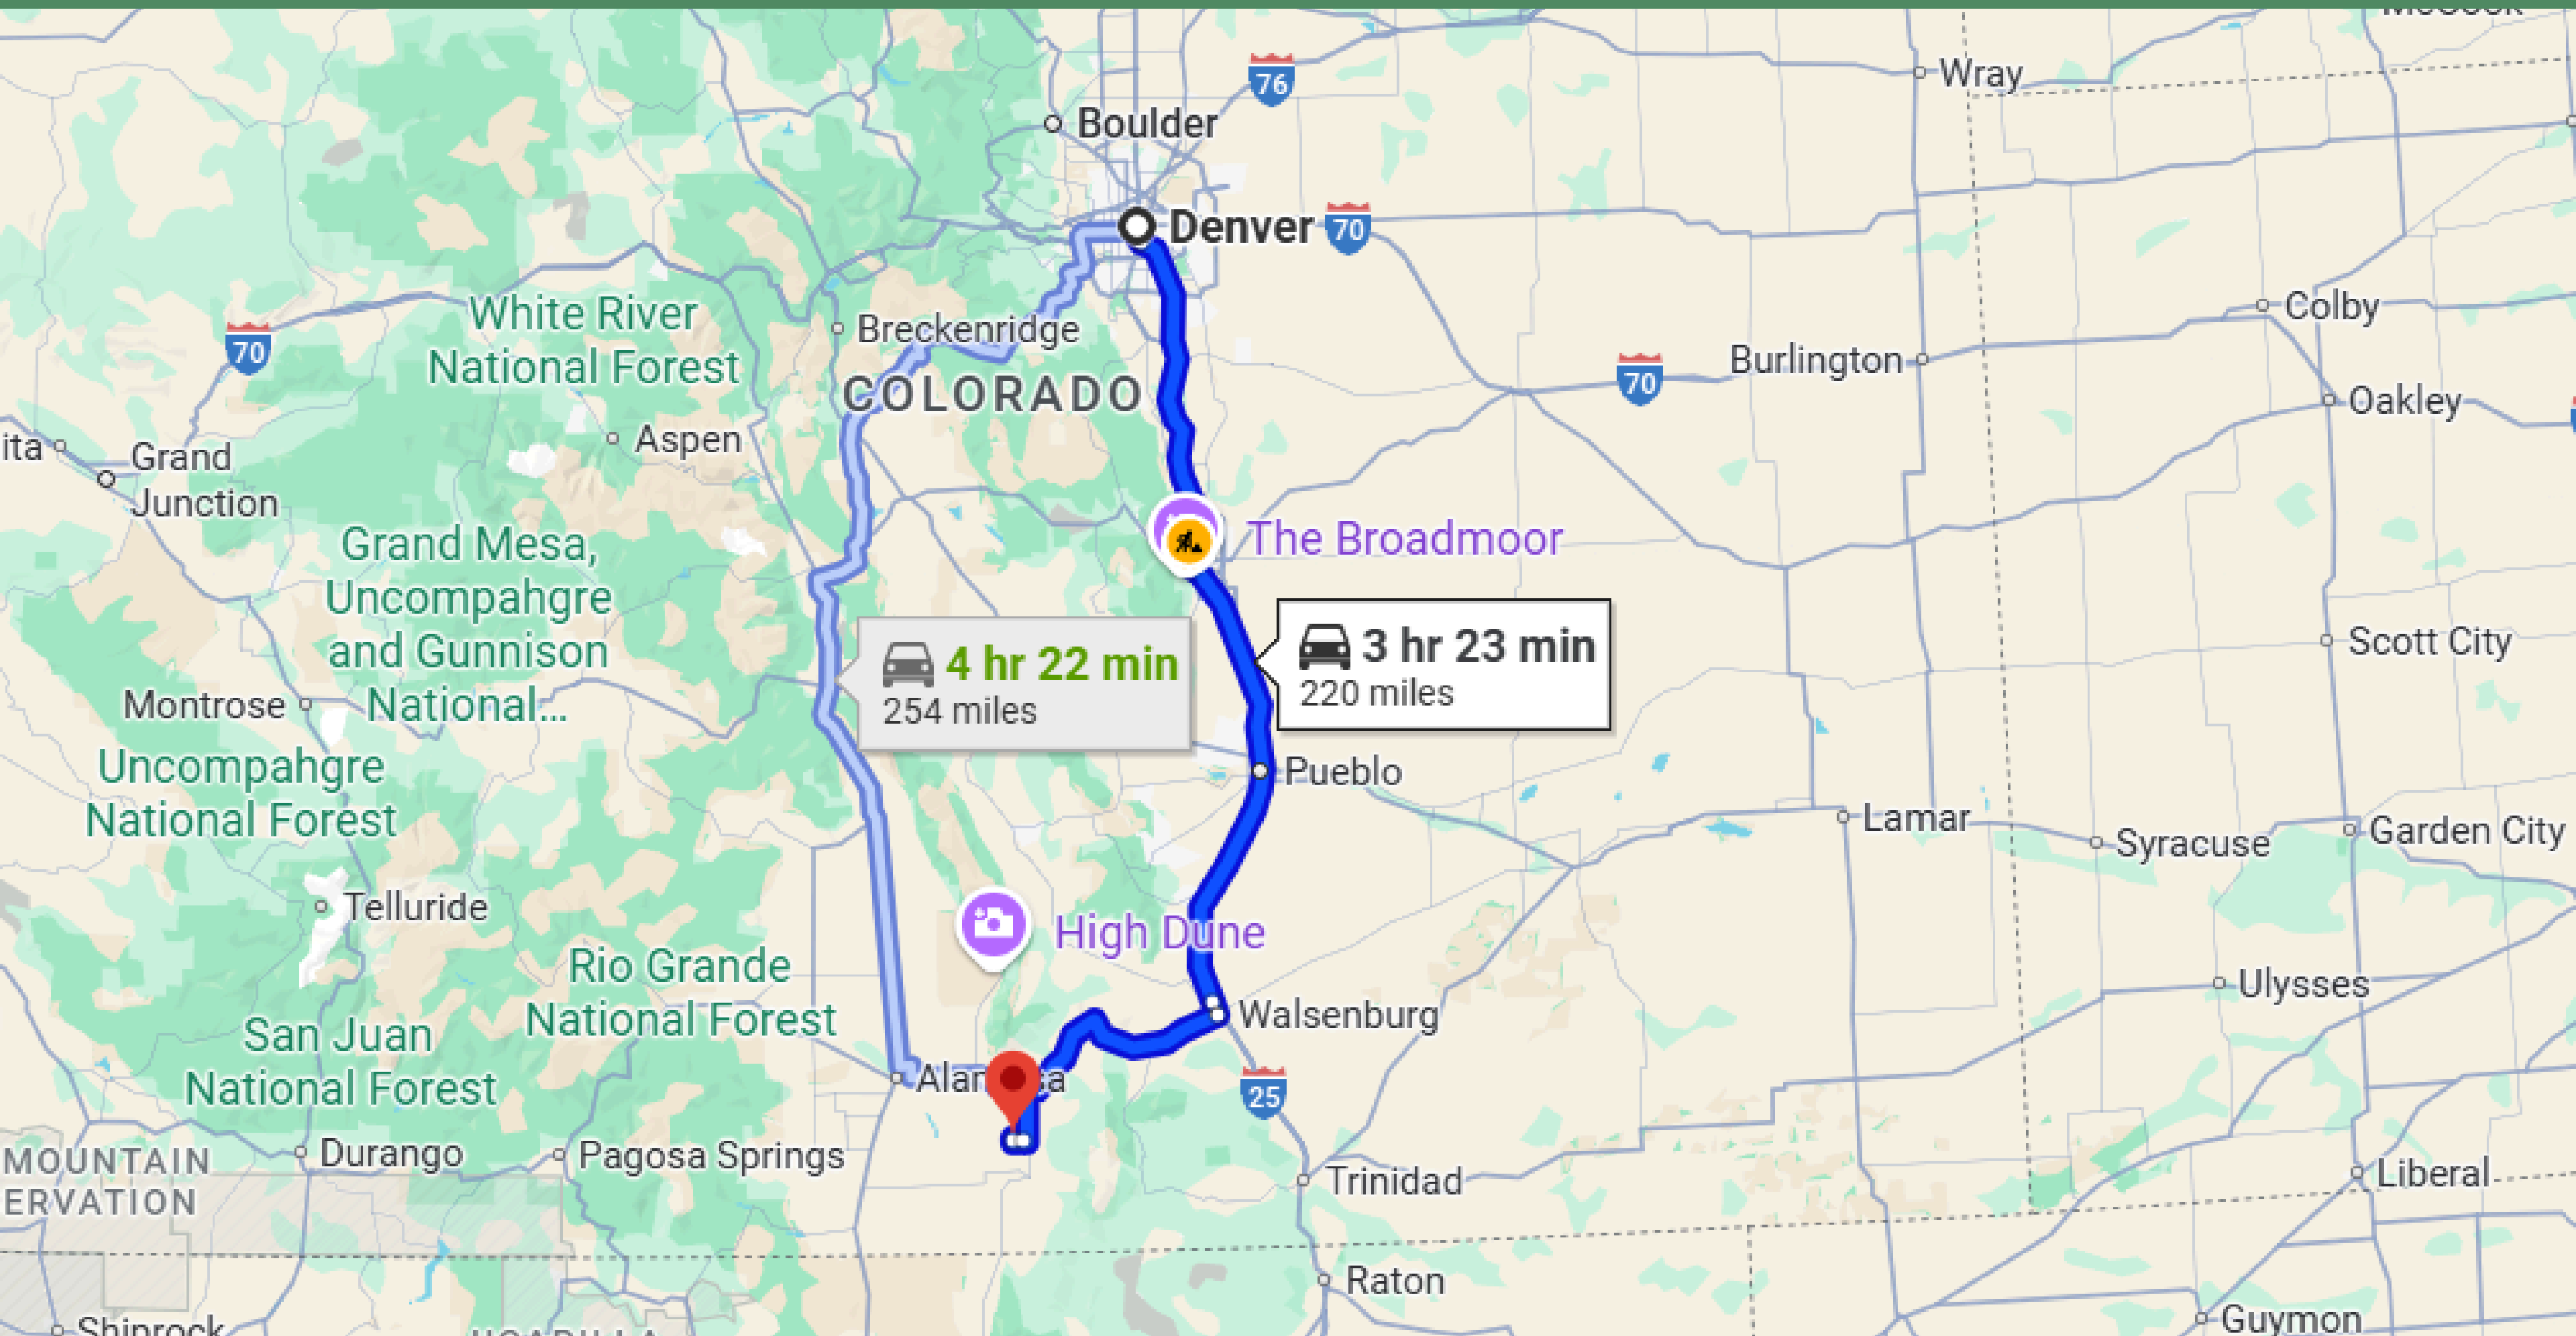 76
Wray
Boulder
Denver
70
White River
National Forest
70
Breckenridge
COLORADO
Colby
Burlington
70
Oakley
Aspen
ita
Grand
Junction
The Broadmoor
Grand Mesa,
Uncompahgre
and Gunnison
National...
4 hr 22 min
254 miles
3 hr 23 min
220 miles
Scott City
Montrose
Uncompahgre
National Forest
Pueblo
Lamar
Syracuse
Garden City
Telluride
High Dune
Rio Grande
National Forest
Ulysses
Walsenburg
San Juan
National Forest
25
Durango
Pagosa Springs
MOUNTAIN
ERVATION
Trinidad
Liberal
Raton
Shiprock
Guymon